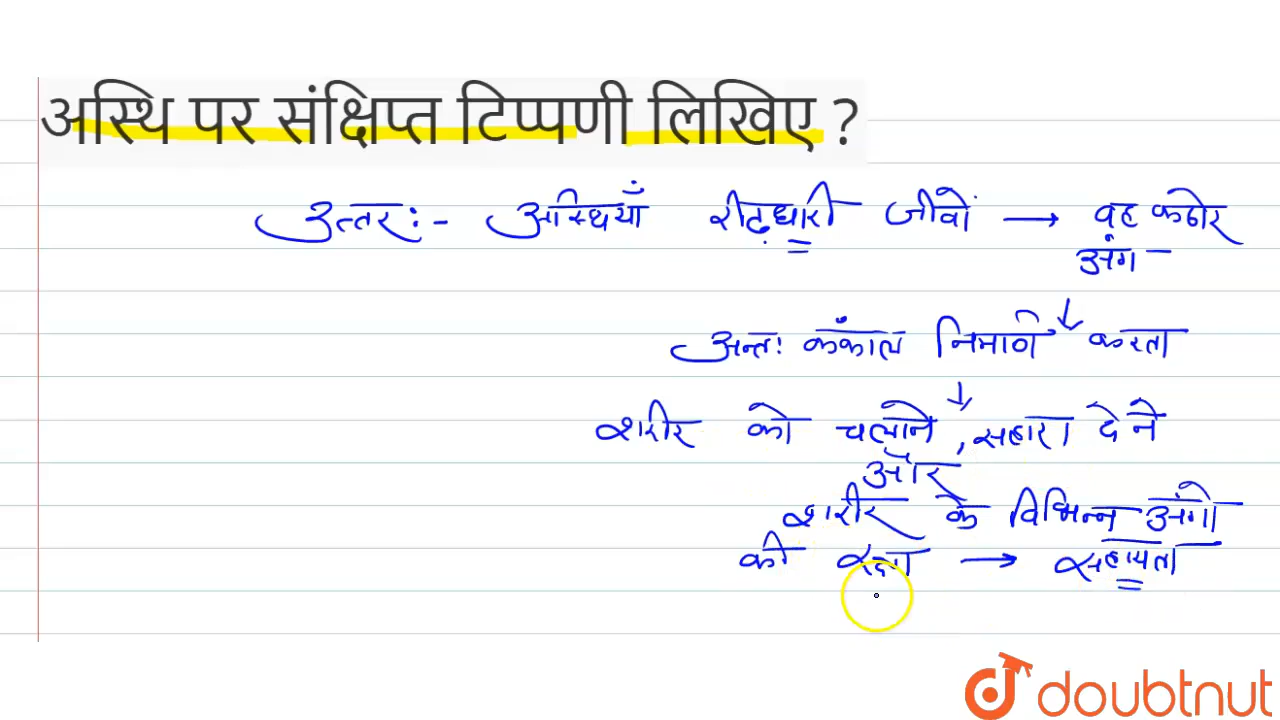 अस्थि पर संक्षिप्त टिप्पणी लिखिए ?
उत्तर:- अस्थियाँ रीढ़धारी जीवों → वह कठोर
अंग
अन्त: कंकाल निर्माण करता
शरीर को चलाने, सहारा देने
और
शरीर के विभिन्न अंगो
की रक्षा → सहायता
doubtnut